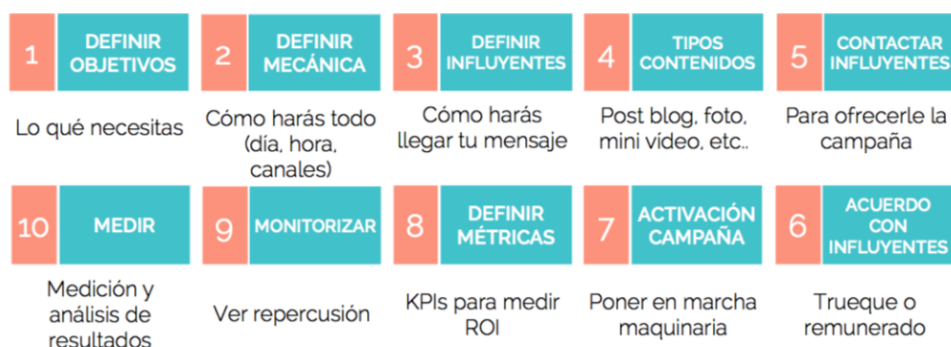 1
DEFINIR
OBJETIVOS
Lo qué necesitas
2
DEFINIR
MECÁNICA
Cómo harás todo
(día, hora,
canales)
3
DEFINIR
INFLUYENTES
Cómo harás
llegar tu mensaje
4
TIPOS
CONTENIDOS
Post blog, foto,
mini vídeo, etc..
5
CONTACTAR
INFLUYENTES
Para ofrecerle la
campaña
10
MEDIR
Medición y
análisis de
resultados
9
MONITORIZAR
Ver repercusión
8
DEFINIR
MÉTRICAS
KPIs para medir
ROI
7
ACTIVACIÓN
CAMPAÑA
Poner en marcha
maquinaria
6
ACUERDO
CON
INFLUYENTES
Trueque o
remunerado